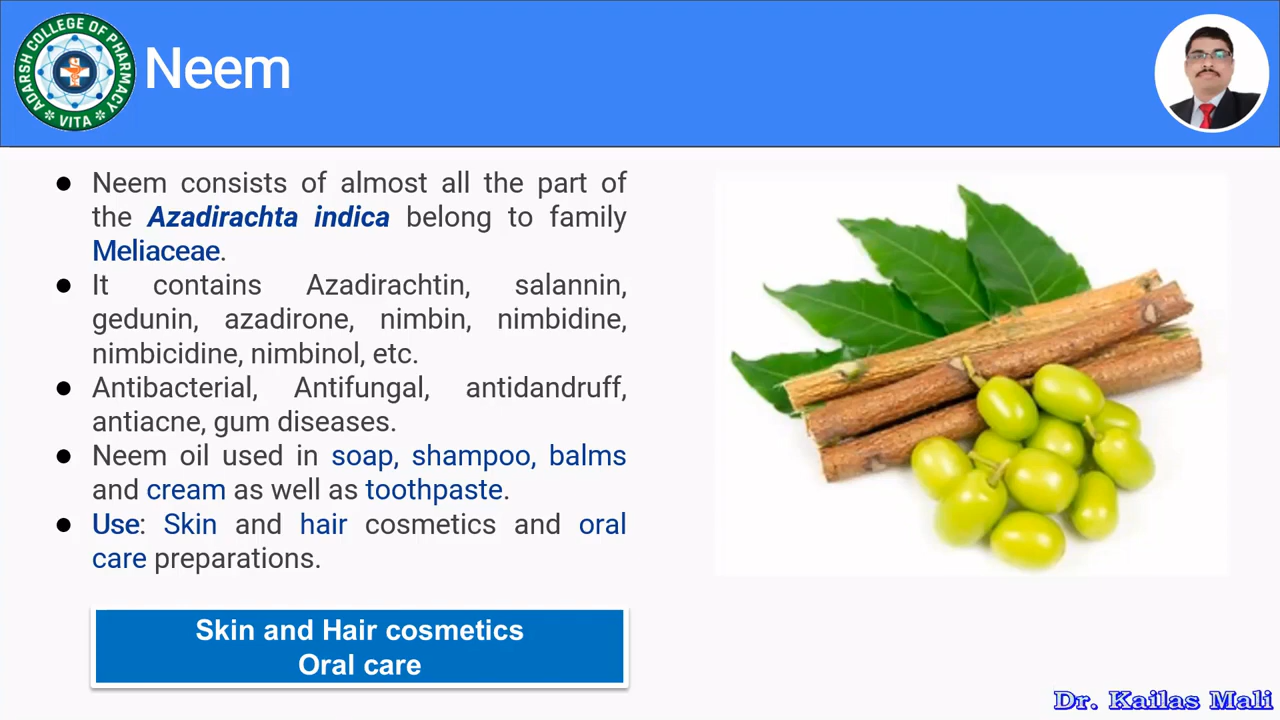 ADARSH COLLEGE OF PHARMACY
VITA
Neem
● Neem consists of almost all the part of
the Azadirachta indica belong to family
Meliaceae.
● It contains Azadirachtin, salannin,
gedunin, azadirone, nimbin, nimbidine,
nimbicidine, nimbinol, etc.
● Antibacterial, Antifungal, antidandruff,
antiacne, gum diseases.
● Neem oil used in soap, shampoo, balms
and cream as well as toothpaste.
● Use: Skin and hair cosmetics and oral
care preparations.
Skin and Hair cosmetics
Oral care
Dr. Kailas Mali